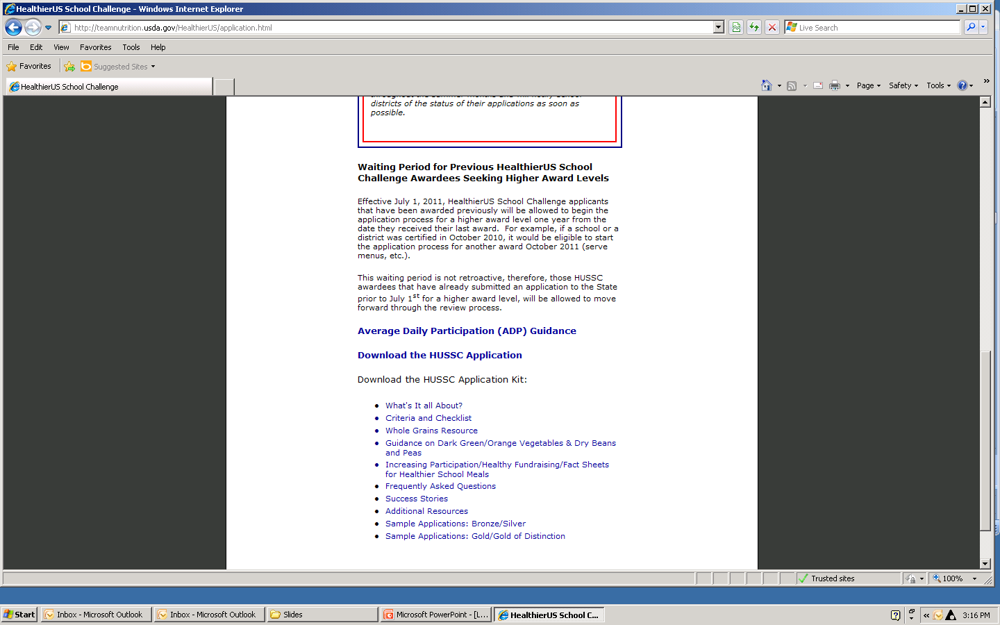 HealthierUS School Challenge - Windows Internet Explorer
http://teamnutrition.usda.gov/HealthierUS/application.html
Live Search
File Edit View Favorites Tools Help
Favorites Suggested Sites
HealthierUS School Challenge
Page Safety Tools
districts of the status of their applications as soon as
possible.
Waiting Period for Previous HealthierUS School
Challenge Awardees Seeking Higher Award Levels
Effective July 1, 2011, HealthierUS School Challenge applicants
that have been awarded previously will be allowed to begin the
application process for a higher award level one year from the
date they received their last award. For example, if a school or a
district was certified in October 2010, it would be eligible to start
the application process for another award October 2011 (serve
menus, etc.).
This waiting period is not retroactive, therefore, those HUSSC
awardees that have already submitted an application to the State
prior to July 1st for a higher award level, will be allowed to move
forward through the review process.
Average Daily Participation (ADP) Guidance
Download the HUSSC Application
Download the HUSSC Application Kit:
• What's It all About?
• Criteria and Checklist
• Whole Grains Resource
• Guidance on Dark Green/Orange Vegetables & Dry Beans
and Peas
• Increasing Participation/Healthy Fundraising/Fact Sheets
for Healthier School Meals
• Frequently Asked Questions
• Success Stories
• Additional Resources
• Sample Applications: Bronze/Silver
• Sample Applications: Gold/Gold of Distinction
Trusted sites
100%
Start
Inbox - Microsoft Outlook
Inbox - Microsoft Outlook
Slides
Microsoft PowerPoint - [L...
HealthierUS School C...
3:16 PM